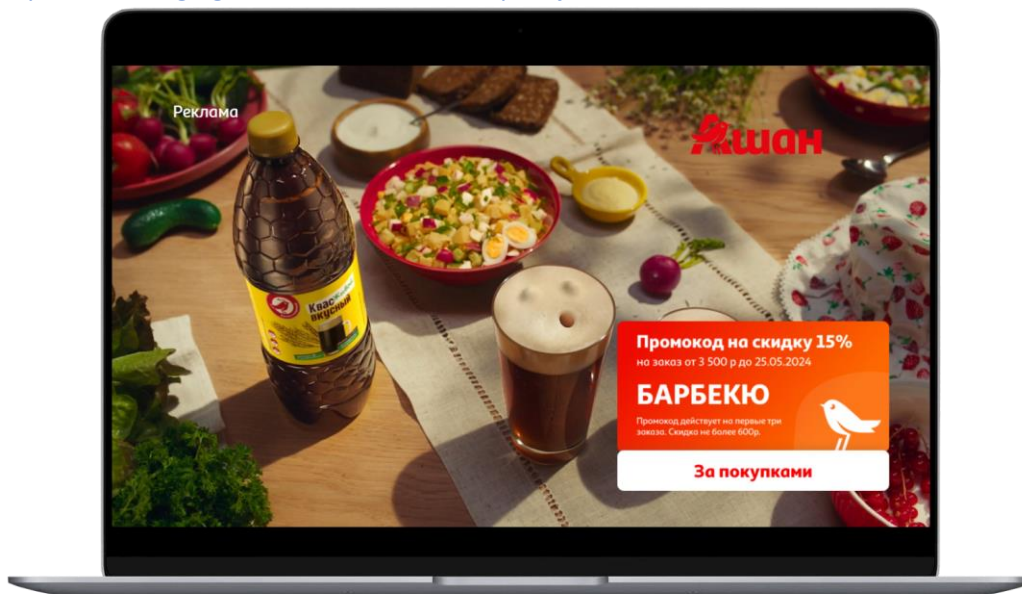 Реклама
Ашан
Квас
вкусный
Промокод на скидку 15%
на заказ от 3 500 р до 25.05.2024
БАРБЕКЮ
Промокод действует на первые три
заказа. Скидка не более 600р.
За покупками